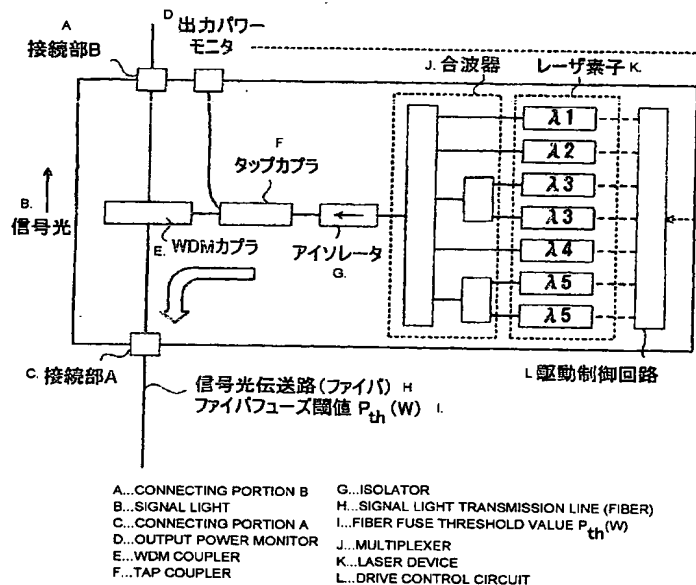 A
接続部B
D 出力パワー
モニタ
J. 合波器
レーザ素子 K.
λ1
λ2
λ3
λ3
λ4
λ5
λ5
F
タップカプラ
B.
信号光
E. WDMカプラ
アイソレータ
G.
C. 接続部A
L 駆動制御回路
信号光伝送路(ファイバ) H
ファイバフューズ閾値 Pth(W) I.
A...CONNECTING PORTION B
B...SIGNAL LIGHT
C...CONNECTING PORTION A
D...OUTPUT POWER MONITOR
E...WDM COUPLER
F...TAP COUPLER
G...ISOLATOR
H...SIGNAL LIGHT TRANSMISSION LINE (FIBER)
I...FIBER FUSE THRESHOLD VALUE Pth(W)
J...MULTIPLEXER
K...LASER DEVICE
L...DRIVE CONTROL CIRCUIT